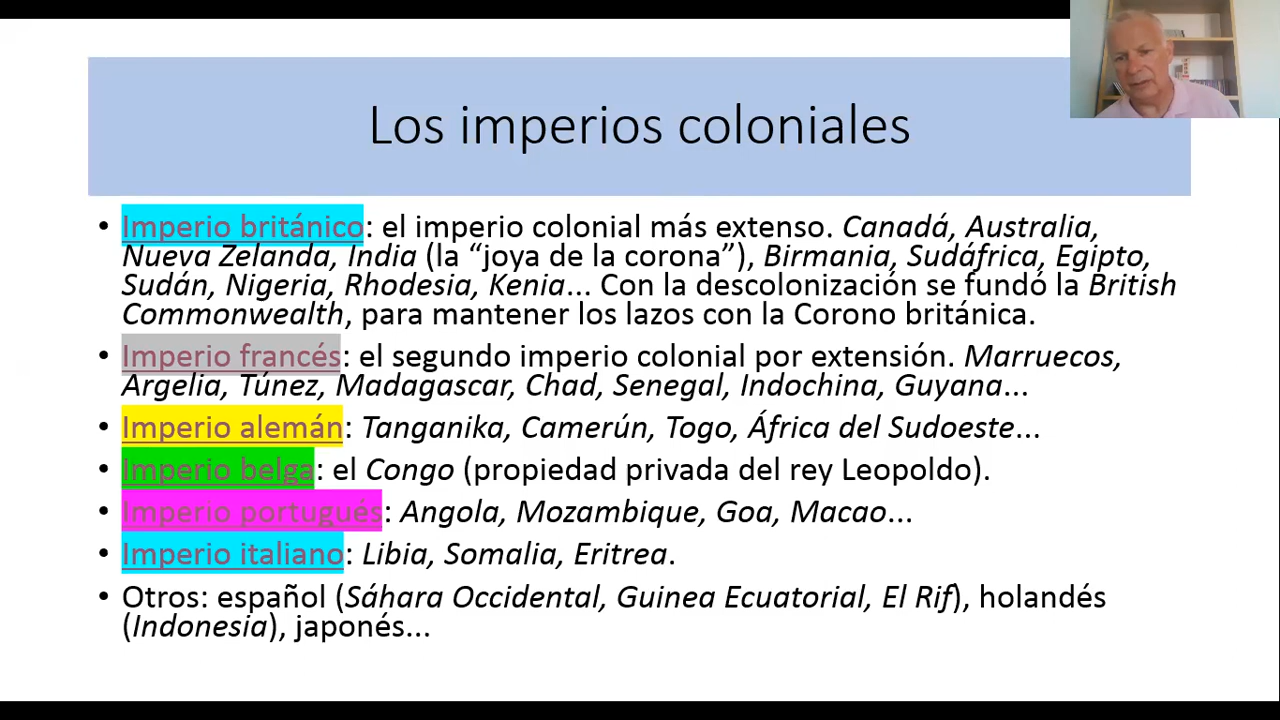 Los imperios coloniales
• Imperio británico: el imperio colonial más extenso. Canadá, Australia,
Nueva Zelanda, India (la “joya de la corona”), Birmania, Sudáfrica, Egipto,
Sudán, Nigeria, Rhodesia, Kenia... Con la descolonización se fundó la British
Commonwealth, para mantener los lazos con la Corono británica.
• Imperio francés: el segundo imperio colonial por extensión. Marruecos,
Argelia, Túnez, Madagascar, Chad, Senegal, Indochina, Guyana...
• Imperio alemán: Tanganika, Camerún, Togo, África del Sudoeste...
• Imperio belga: el Congo (propiedad privada del rey Leopoldo).
• Imperio portugués: Angola, Mozambique, Goa, Macao...
• Imperio italiano: Libia, Somalia, Eritrea.
• Otros: español (Sáhara Occidental, Guinea Ecuatorial, El Rif), holandés
(Indonesia), japonés...